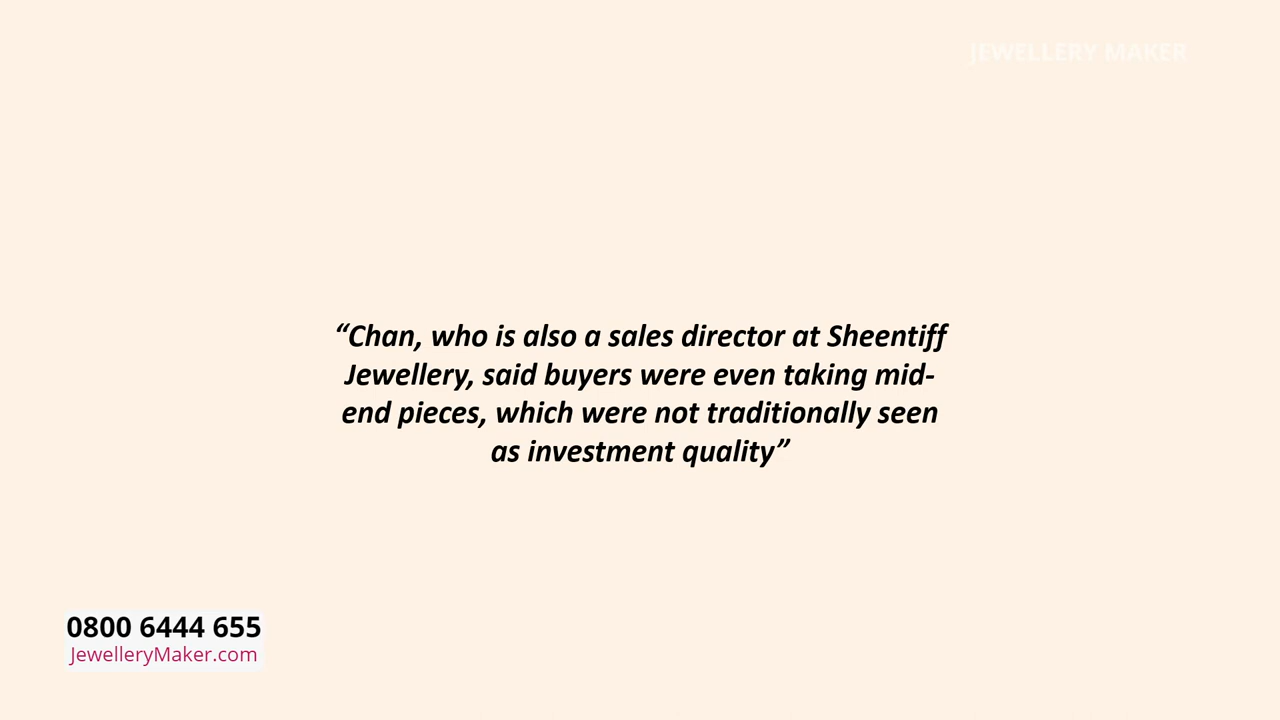 JEWELLERY MAKER
“Chan, who is also a sales director at Sheentiff
Jewellery, said buyers were even taking mid-
end pieces, which were not traditionally seen
as investment quality”
0800 6444 655
JewelleryMaker.com